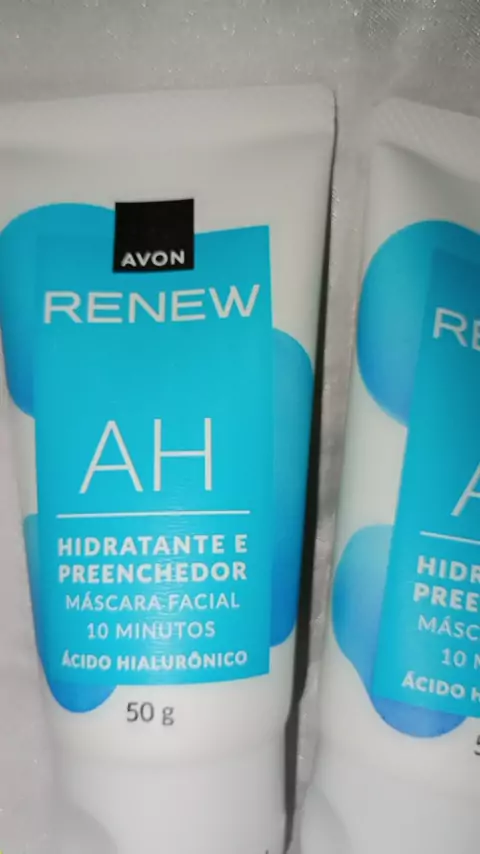 AVON
RENEW
AH
HIDRATANTE E
PREENCHEDOR
MÁSCARA FACIAL
10 MINUTOS
ÁCIDO HIALURÔNICO
50 g